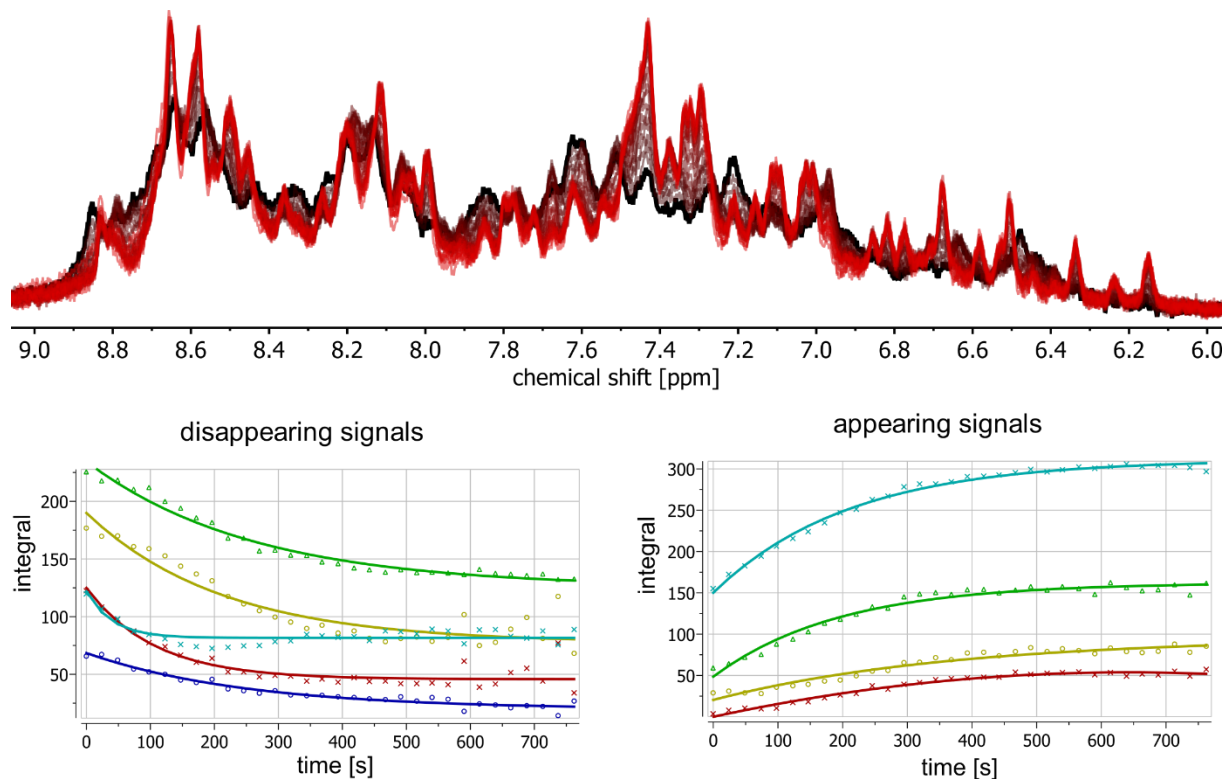 9.0 8.8 8.6 8.4 8.2 8.0 7.8 7.6 7.4 7.2 7.0 6.8 6.6 6.4 6.2 6.0
chemical shift [ppm]
disappearing signals
integral
200
150
100
50
0 100 200 300 400 500 600 700
time [s]
appearing signals
integral
300
250
200
150
100
50
0 100 200 300 400 500 600 700
time [s]